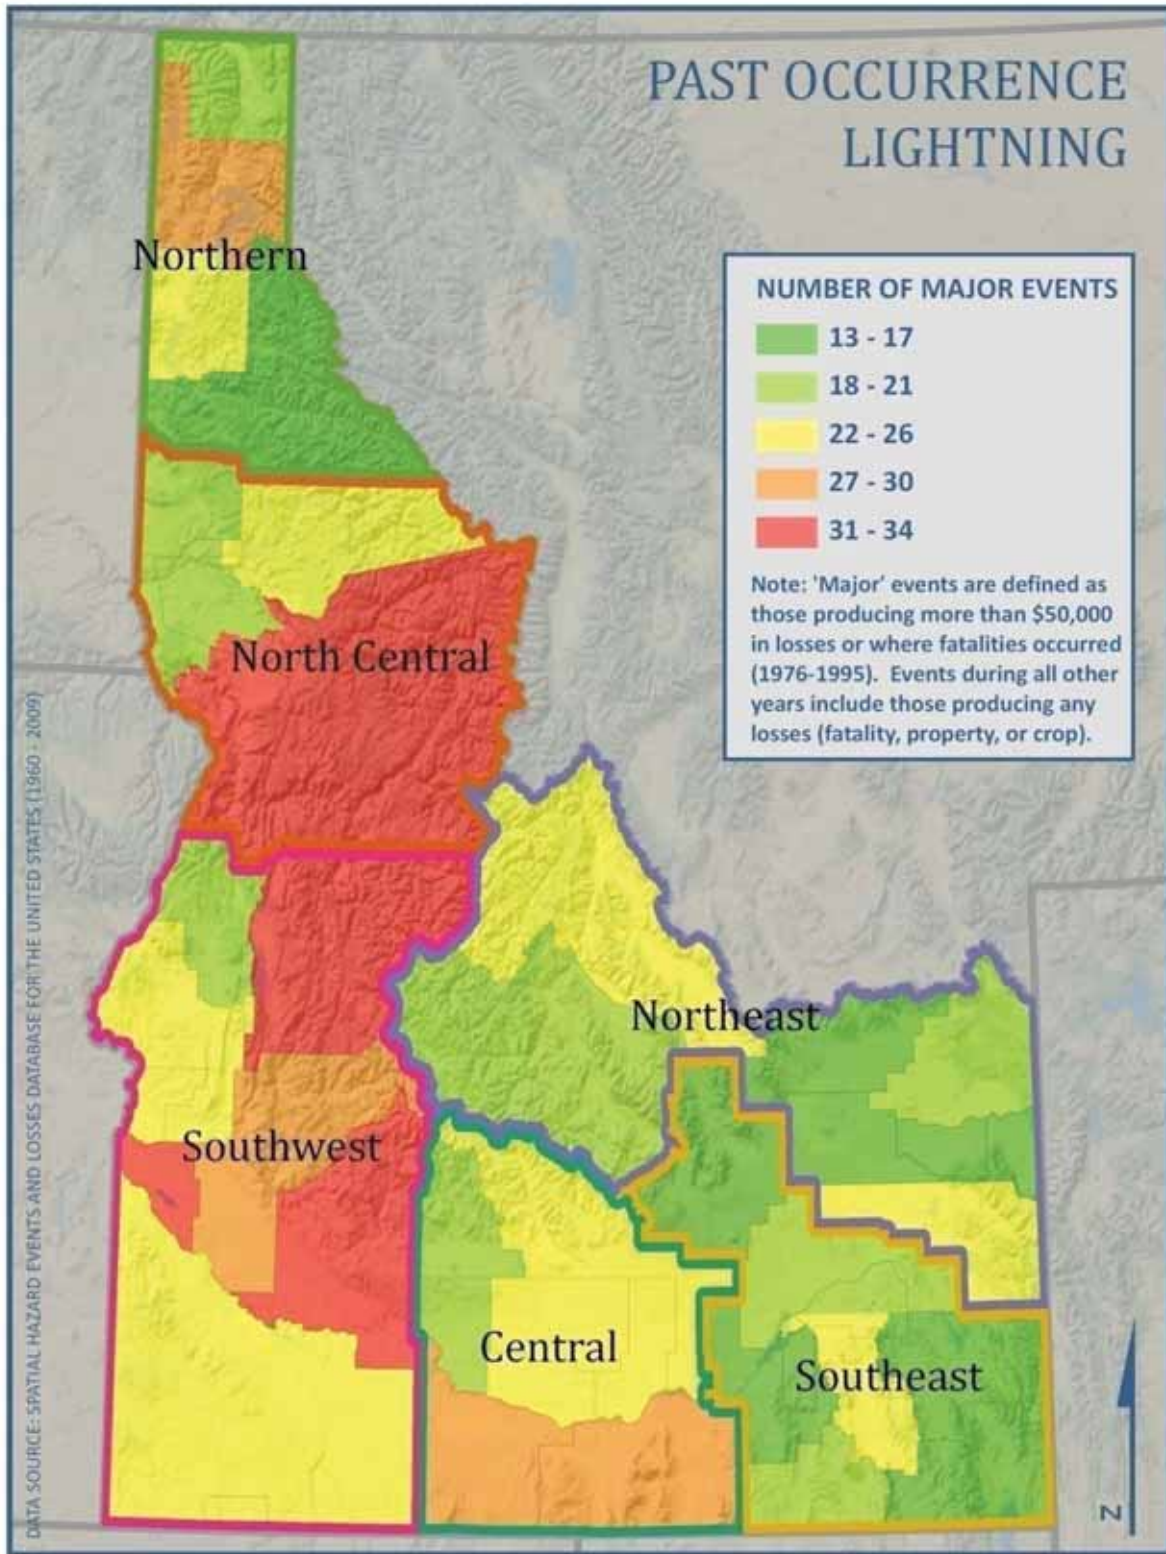 PAST OCCURRENCE
LIGHTNING
Northern
NUMBER OF MAJOR EVENTS
13 - 17
18 - 21
22 - 26
27 - 30
31 - 34
Note: 'Major' events are defined as
those producing more than $50,000
in losses or where fatalities occurred
(1976-1995). Events during all other
years include those producing any
losses (fatality, property, or crop).
North Central
Northeast
Southwest
Central
Southeast
N
DATA SOURCE: SPATIAL HAZARD EVENTS AND LOSSES DATABASE FOR THE UNITED STATES (1960 - 2009)